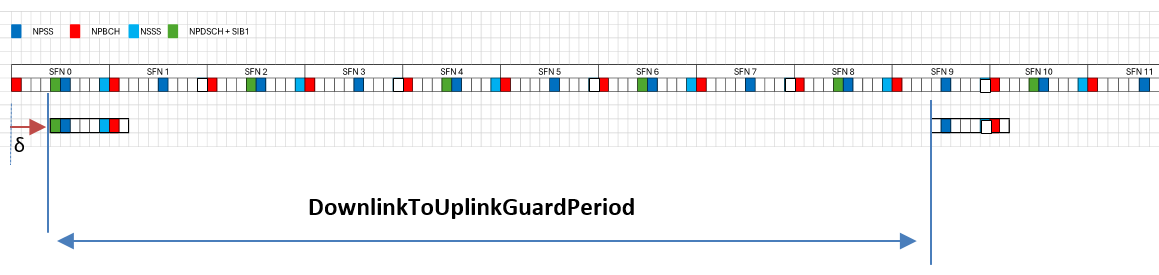 NPSS NPBCH NSSS NPDSCH + SIB1
SFN 0 SFN 1 SFN 2 SFN 3 SFN 4 SFN 5 SFN 6 SFN 7 SFN 8 SFN 9 SFN 10 SFN 11
δ
DownlinkToUplinkGuardPeriod